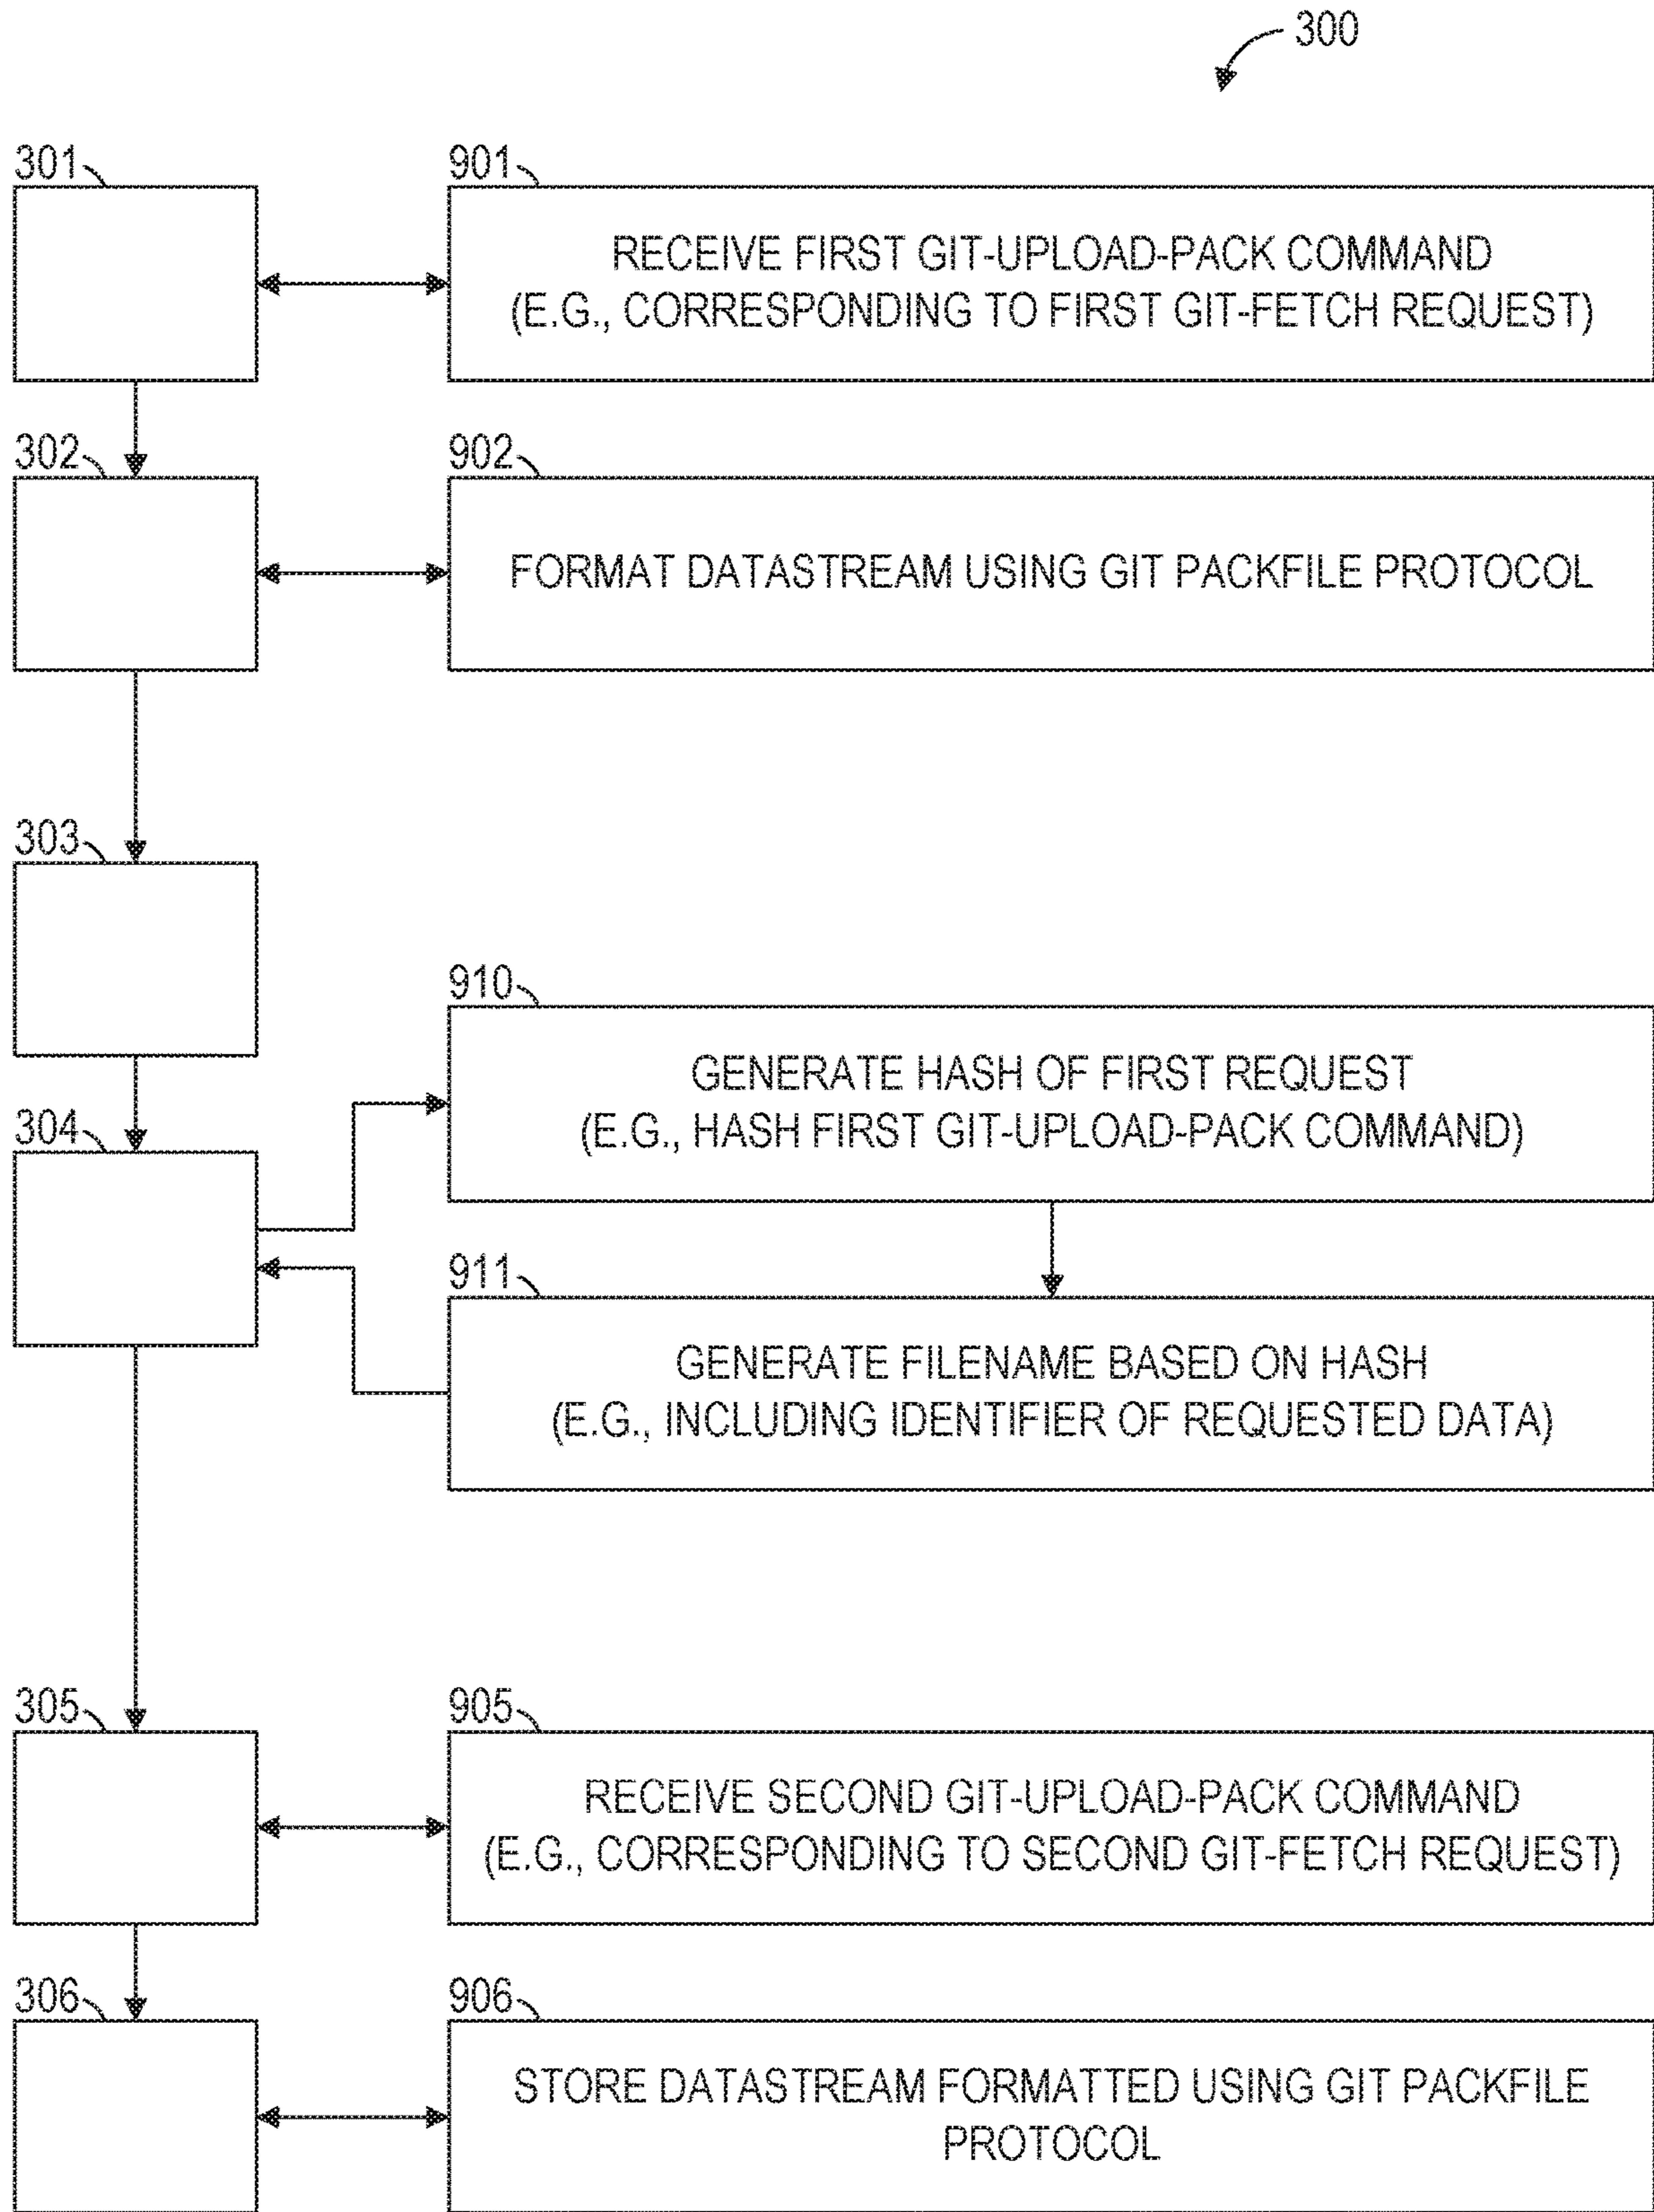 300
301
901
RECEIVE FIRST GIT-UPLOAD-PACK COMMAND
(E.G., CORRESPONDING TO FIRST GIT-FETCH REQUEST)
302
902
FORMAT DATASTREAM USING GIT PACKFILE PROTOCOL
303
910
GENERATE HASH OF FIRST REQUEST
(E.G., HASH FIRST GIT-UPLOAD-PACK COMMAND)
304
911
GENERATE FILENAME BASED ON HASH
(E.G., INCLUDING IDENTIFIER OF REQUESTED DATA)
305
905
RECEIVE SECOND GIT-UPLOAD-PACK COMMAND
(E.G., CORRESPONDING TO SECOND GIT-FETCH REQUEST)
306
906
STORE DATASTREAM FORMATTED USING GIT PACKFILE
PROTOCOL